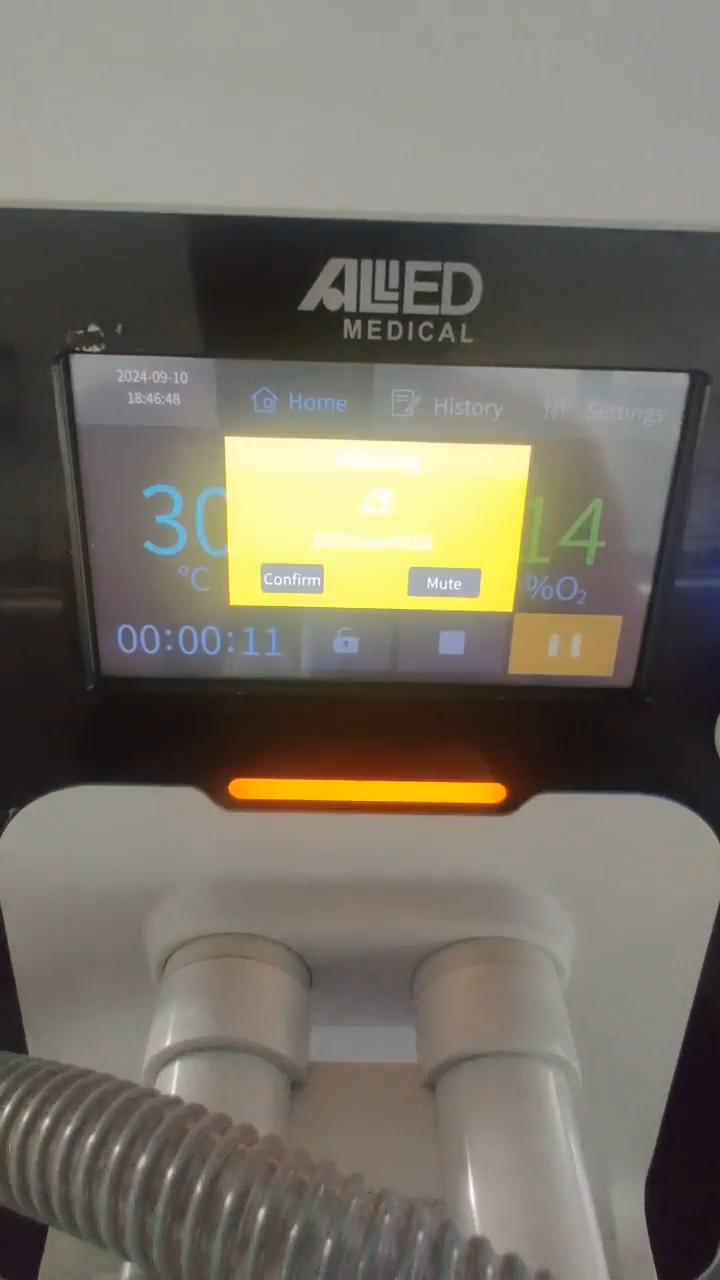 ALLIED
MEDICAL
2024-09-10
18:46:48
Home
History
Settings
30
°C
14
%O₂
Confirm
Mute
00:00:11